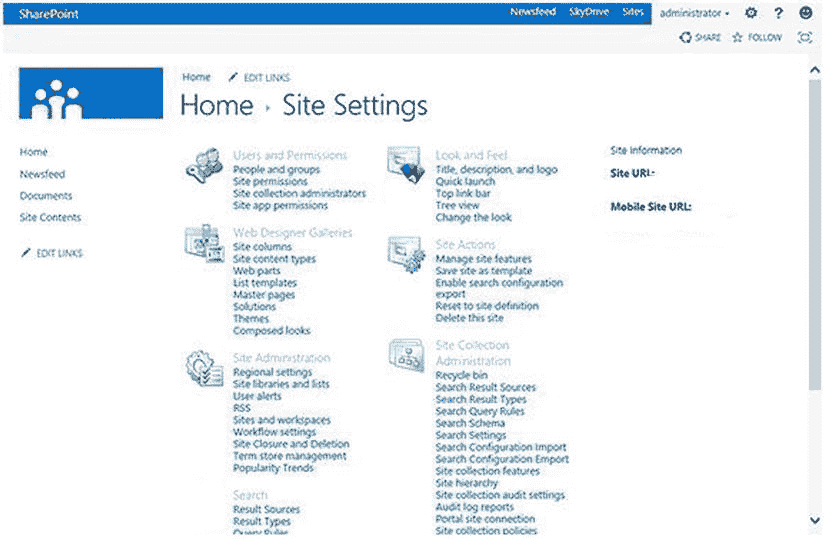 SharePoint
Newsfeed SkyDrive Sites
administrator
SHARE FOLLOW
Home EDIT LINKS
Home Site Settings
Home
Newsfeed
Documents
Site Contents
EDIT LINKS
Users and Permissions
People and groups
Site permissions
Site collection administrators
Site app permissions
Web Designer Galleries
Site columns
Site content types
Web parts
List templates
Master pages
Solutions
Themes
Composed looks
Site Administration
Regional settings
Site libraries and lists
User alerts
RSS
Sites and workspaces
Workflow settings
Site Closure and Deletion
Term store management
Popularity Trends
Search
Result Sources
Result Types
Query Rules
Look and Feel
Title, description, and logo
Quick launch
Top link bar
Tree view
Change the look
Site Actions
Manage site features
Save site as template
Enable search configuration
export
Reset to site definition
Delete this site
Site Collection
Administration
Recycle bin
Search Result Sources
Search Result Types
Search Query Rules
Search Schema
Search Settings
Search Configuration Import
Search Configuration Emport
Site collection features
Site hierarchy
Site collection audit settings
Audit log reports
Portal site connection
Site collection policies
Site Information
Site URL:
Mobile Site URL: